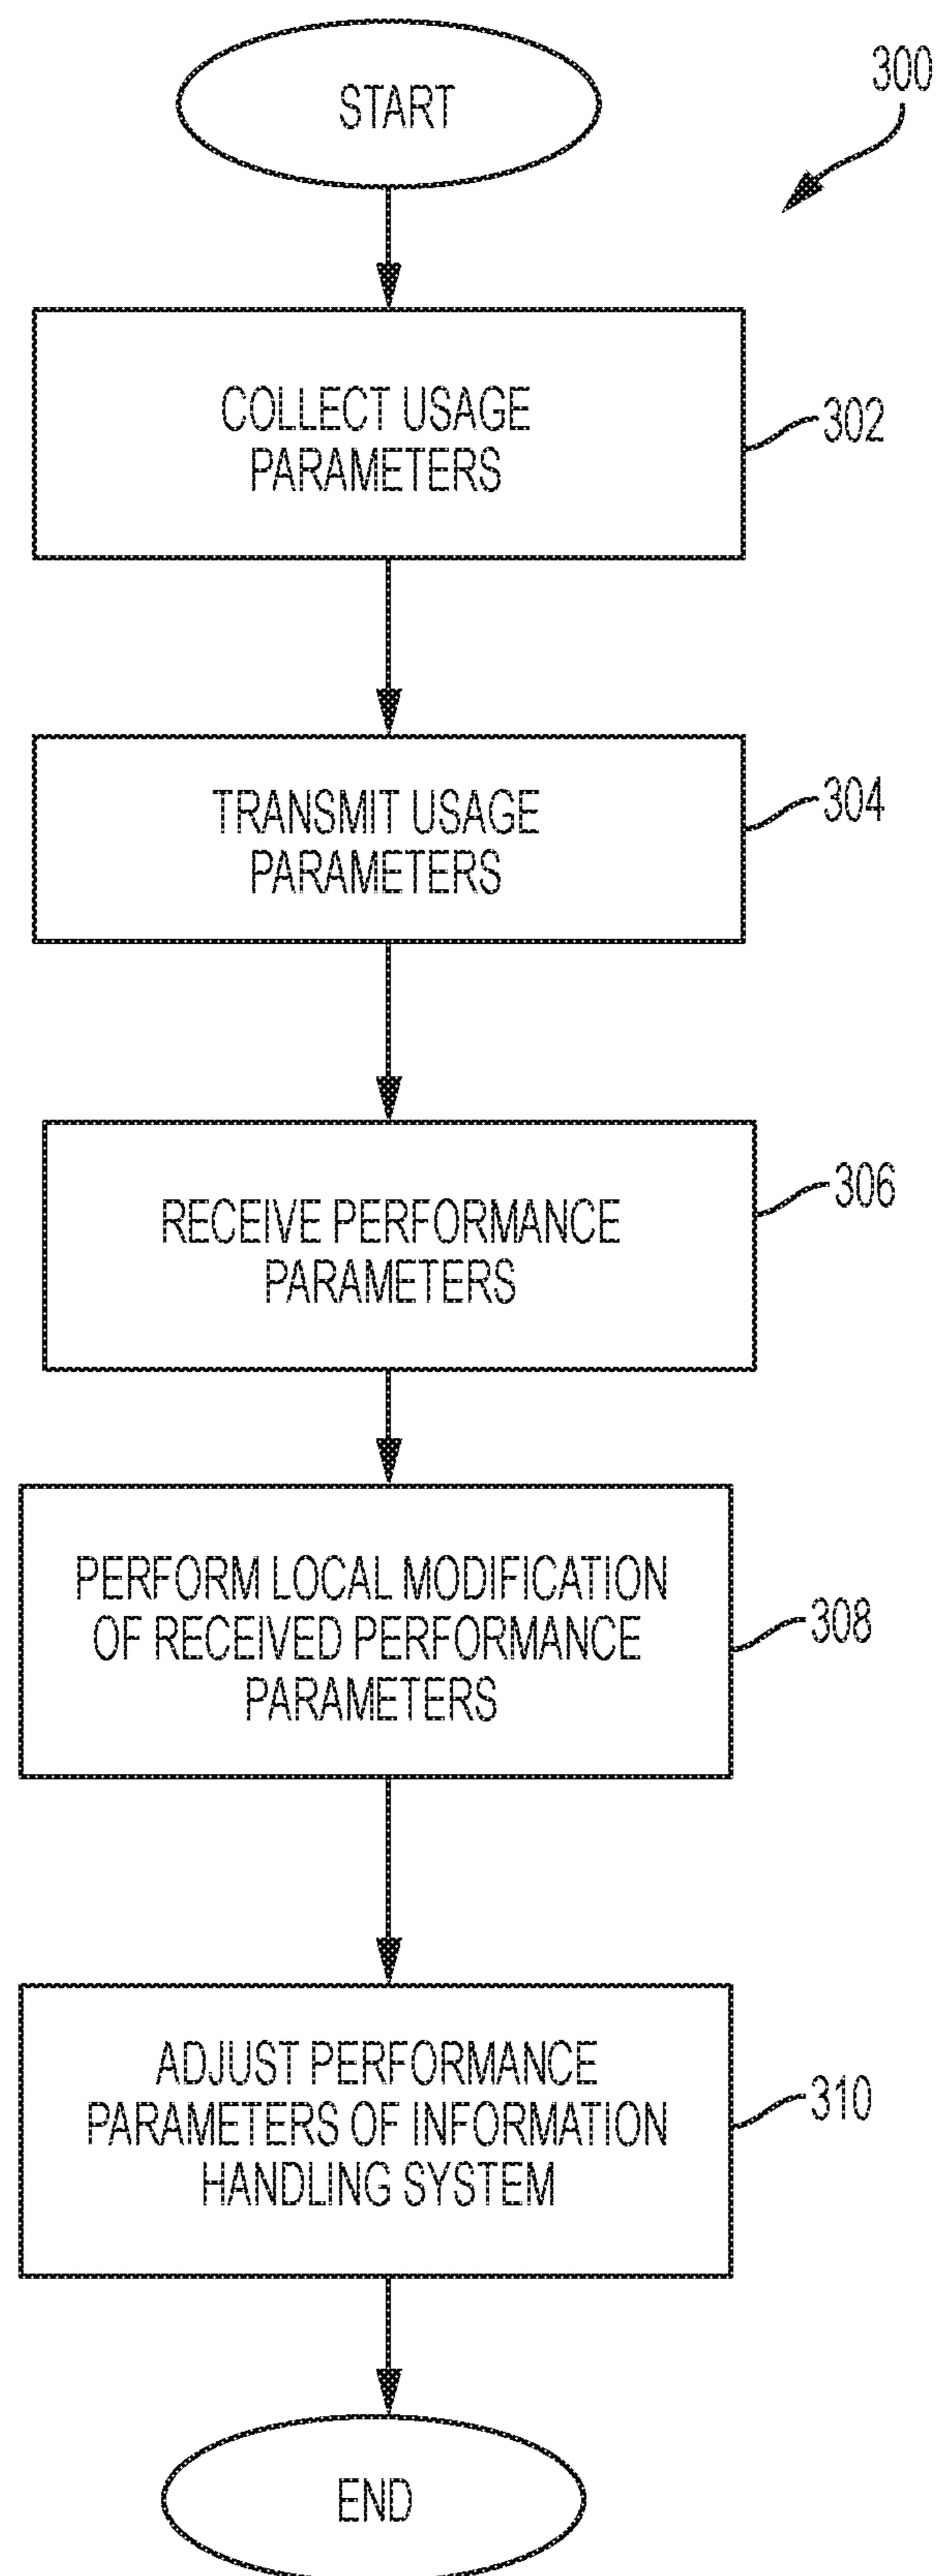 START
300
COLLECT USAGE
PARAMETERS
302
TRANSMIT USAGE
PARAMETERS
304
RECEIVE PERFORMANCE
PARAMETERS
306
PERFORM LOCAL MODIFICATION
OF RECEIVED PERFORMANCE
PARAMETERS
308
ADJUST PERFORMANCE
PARAMETERS OF INFORMATION
HANDLING SYSTEM
310
END